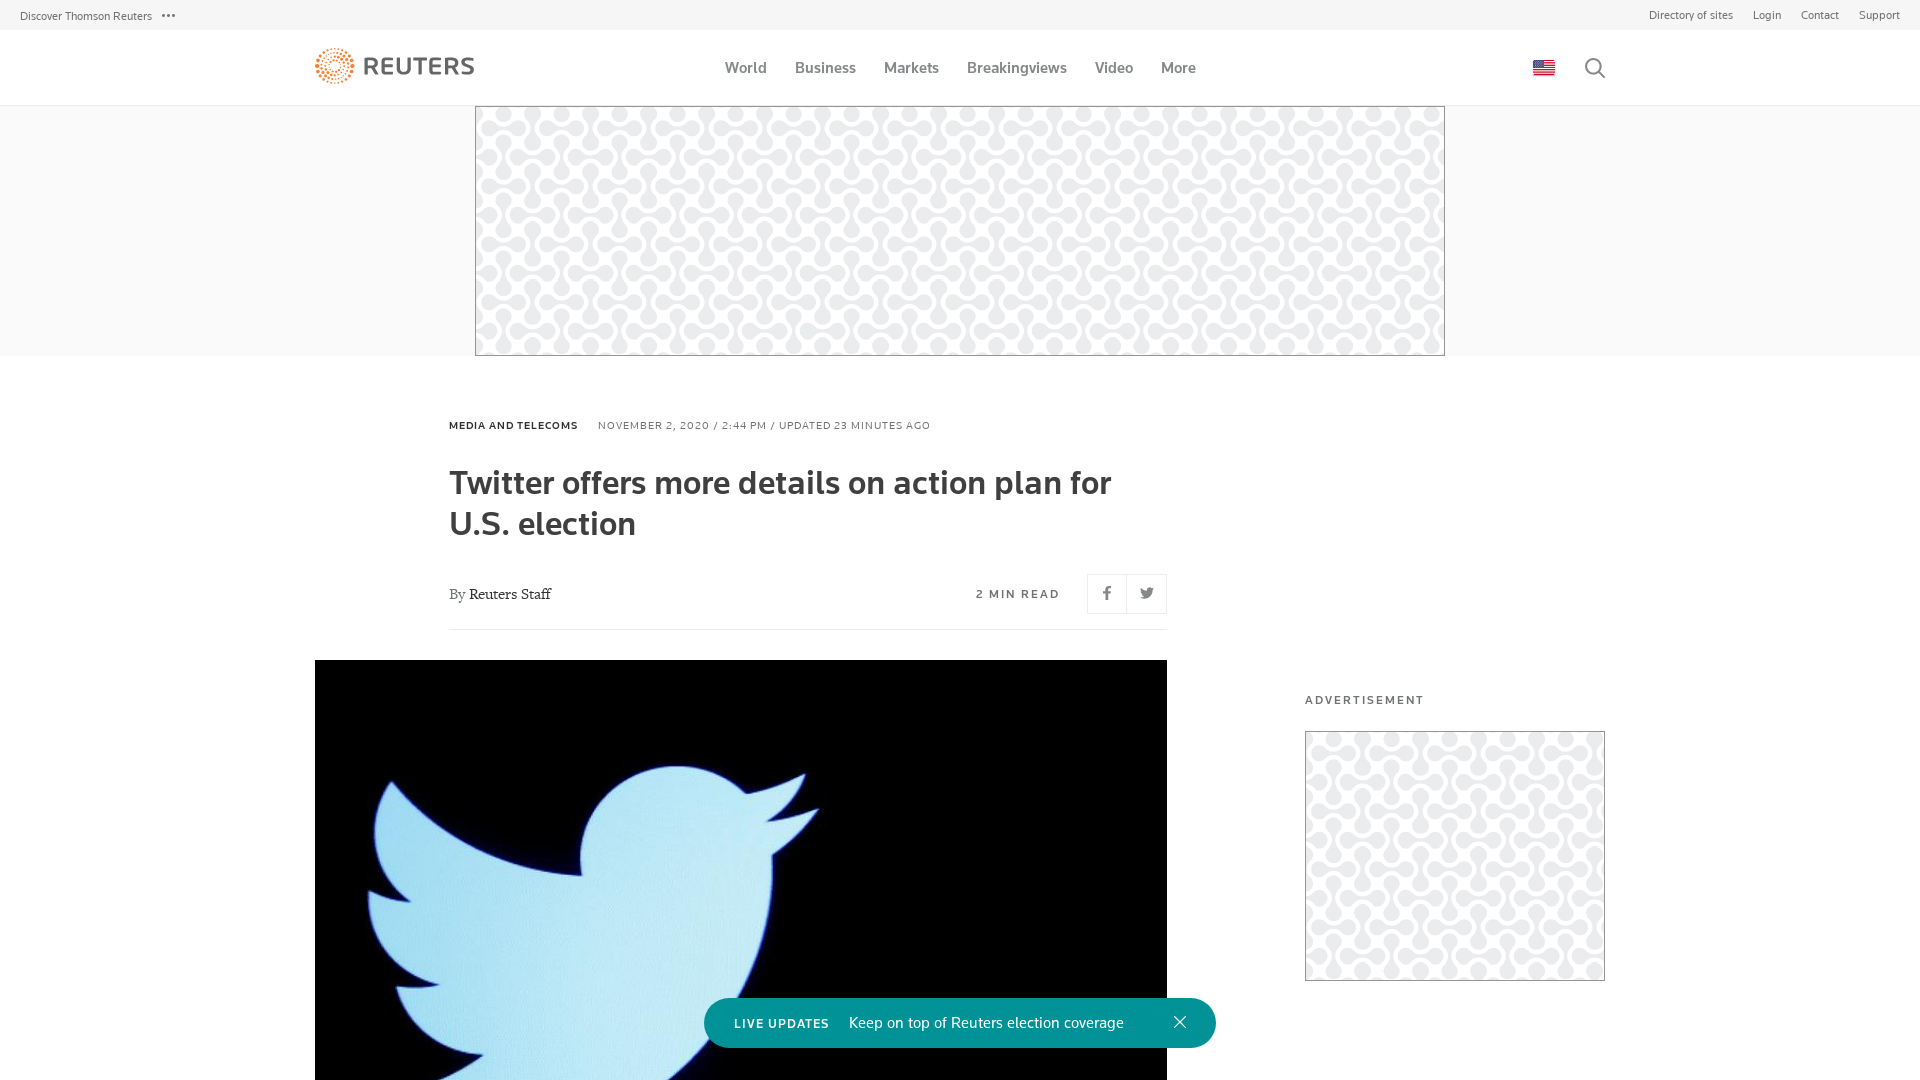 Discover Thomson Reuters
Directory of sites Login Contact Support
REUTERS
World Business Markets Breakingviews Video More
MEDIA AND TELECOMS NOVEMBER 2, 2020 / 2:44 PM / UPDATED 23 MINUTES AGO
Twitter offers more details on action plan for
U.S. election
By Reuters Staff
2 MIN READ
ADVERTISEMENT
LIVE UPDATES Keep on top of Reuters election coverage